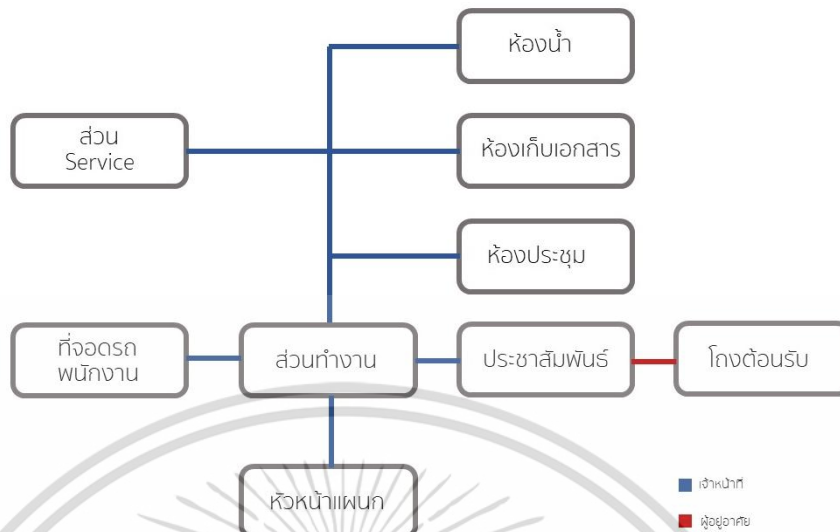 ห้องน้ำ
ส่วน
Service
ห้องเก็บเอกสาร
ห้องประชุม
ที่จอดรถ
พนักงาน
ส่วนทำงาน
ประชาสัมพันธ์
โถงต้อนรับ
หัวหน้าแผนก
เจ้าหน้าที่
ผู้อยู่อาศัย